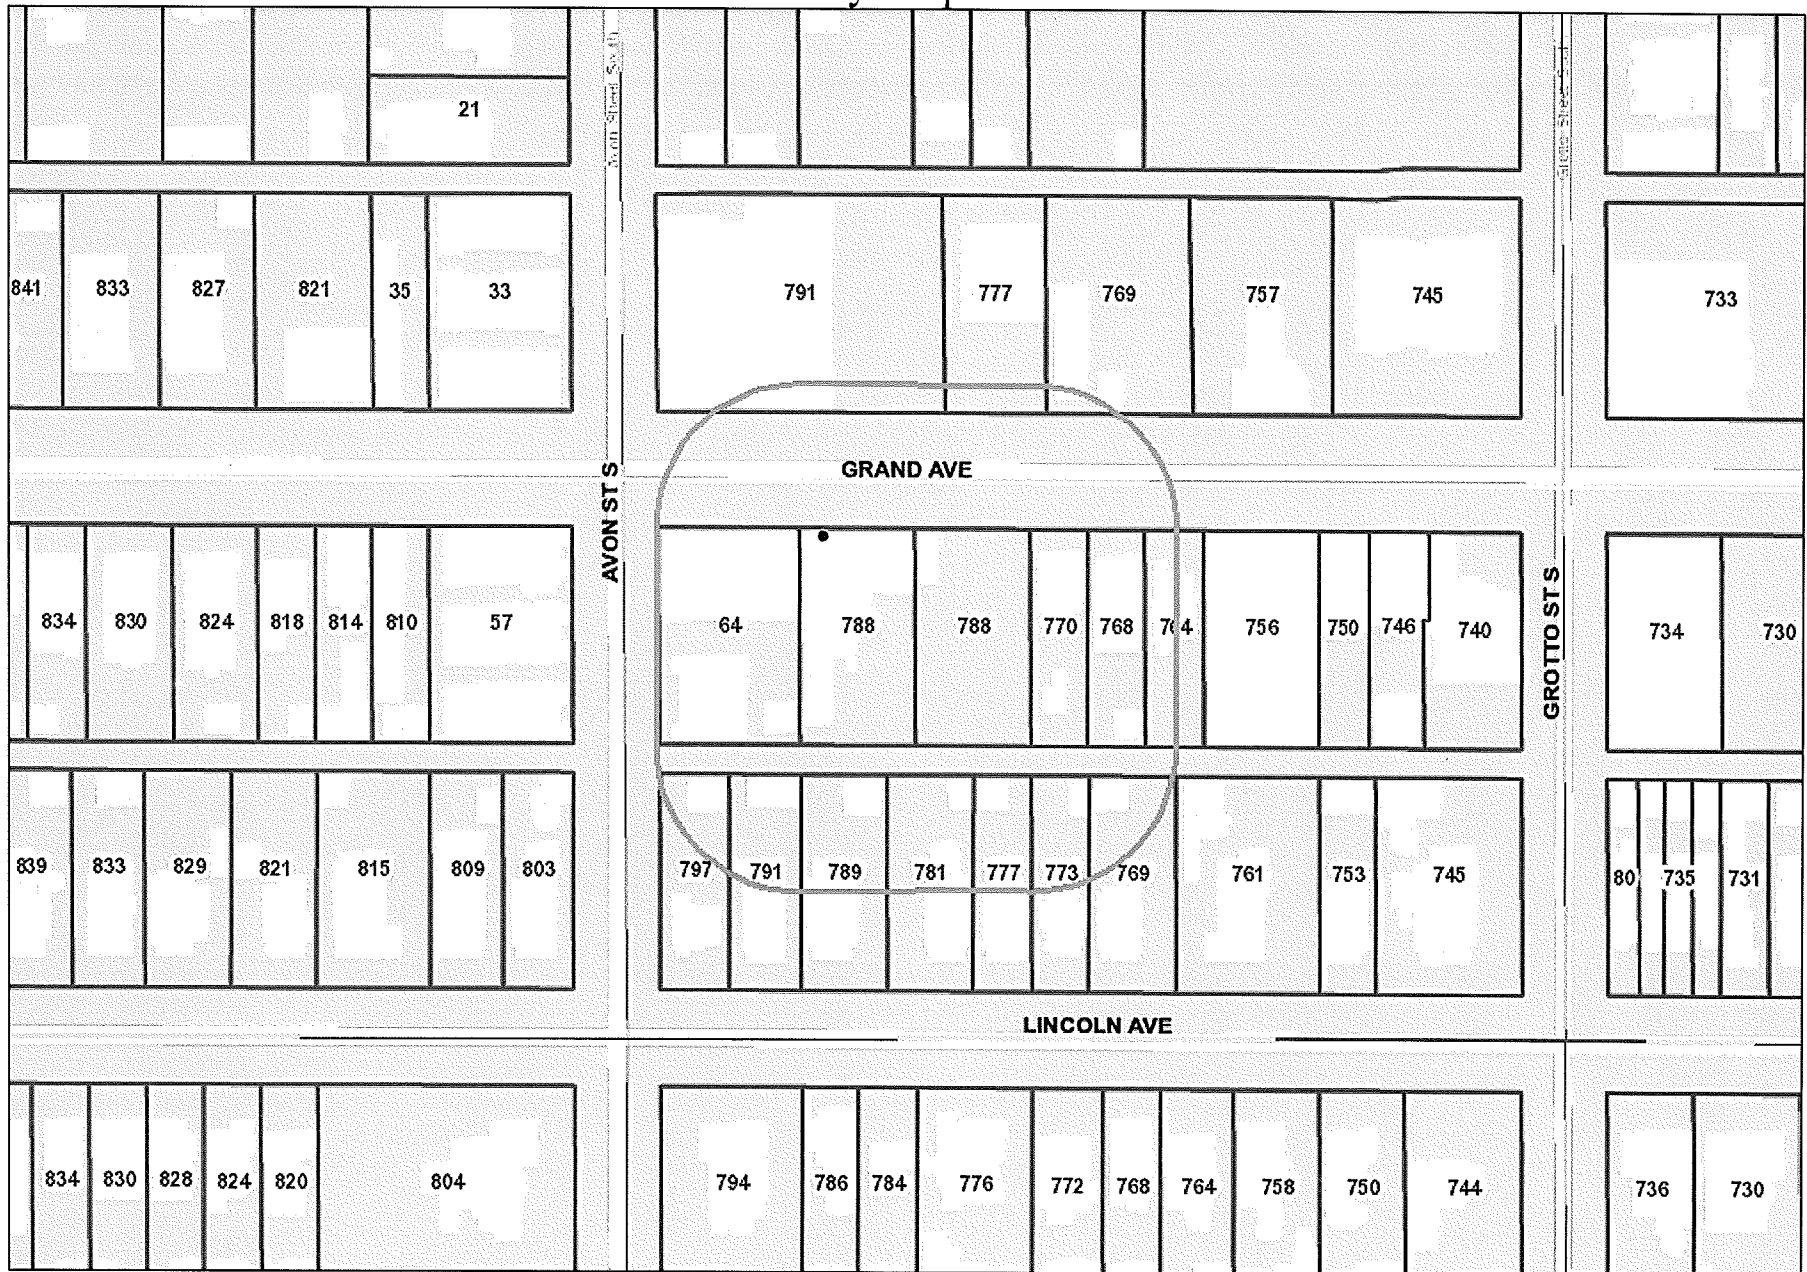 21
841 833 827 821 35 33 791 777 769 757 745 733
GRAND AVE
AVON ST S
834 830 824 818 814 810 57 64 788 788 770 768 764 756 750 746 740 734 730
GROTTO ST S
839 833 829 821 815 809 803 797 791 789 781 777 773 769 761 753 745 80 735 731
LINCOLN AVE
834 830 828 824 820 804 794 786 784 776 772 768 764 758 750 744 736 730